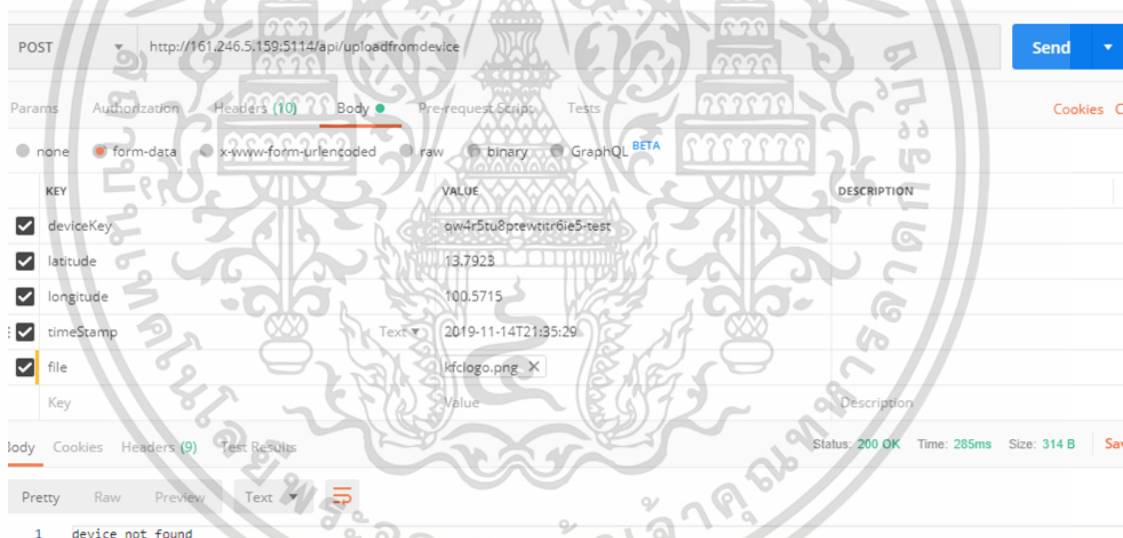 POST http://161.246.5.159:5114/api/uploadfromdevice Send
Params Authorization Headers (10) Body Pre-request Script Tests Cookies C
none form-data x-www-form-urlencoded raw binary GraphQL BETA
KEY VALUE DESCRIPTION
deviceKey qw4r5tu8ptewtitr6ie5-test
latitude 13.7923
longitude 100.5715
timeStamp Text 2019-11-14T21:35:29
file kfclogo.png
Key Value Description
Body Cookies Headers (9) Test Results Status: 200 OK Time: 285ms Size: 314 B Sav
Pretty Raw Preview Text
1 device not found